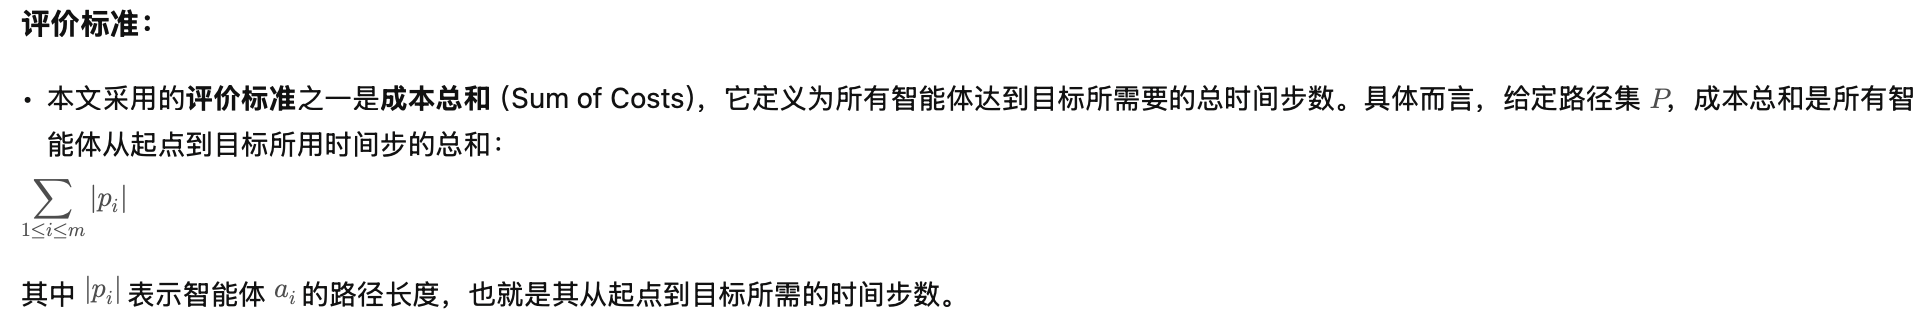 评价标准：
• 本文采用的评价标准之一是成本总和 (Sum of Costs)，它定义为所有智能体达到目标所需要的总时间步数。具体而言，给定路径集 P，成本总和是所有智
能体从起点到目标所用时间步的总和：
∑ |p_i|
1≤i≤m
其中 |p_i| 表示智能体 a_i 的路径长度，也就是其从起点到目标所需的时间步数。